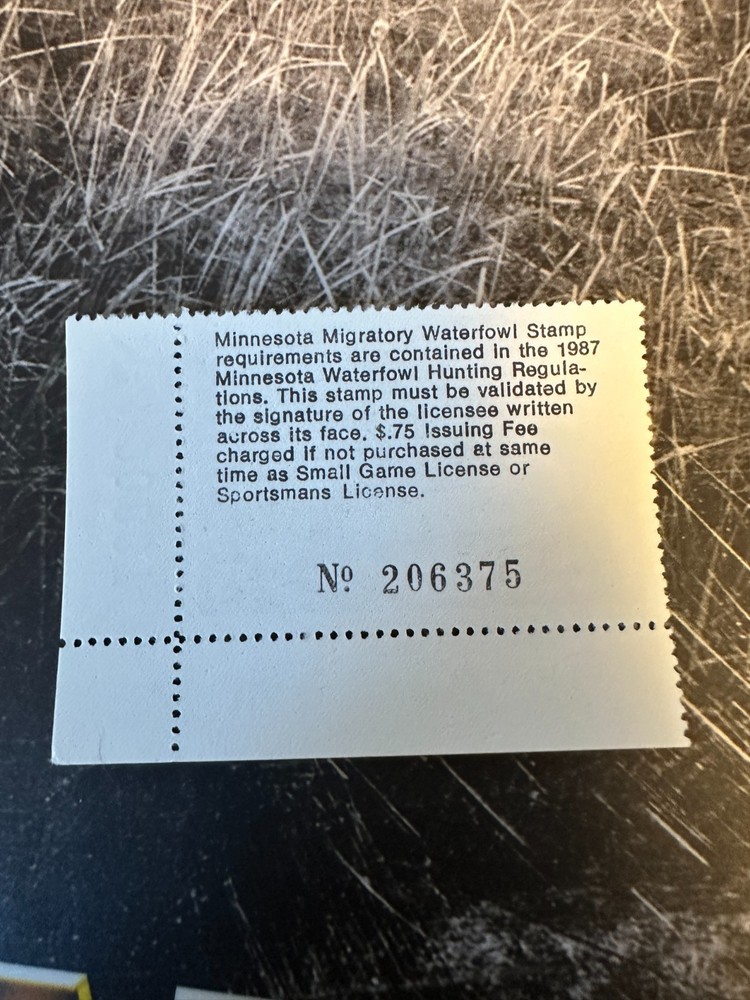 Minnesota Migratory Waterfowl Stamp
requirements are contained in the 1987
Minnesota Waterfowl Hunting Regula-
tions. This stamp must be validated by
the signature of the licensee written
across its face. $.75 Issuing Fee
charged if not purchased at same
time as Small Game License or
Sportsmans License.
Nº 206375